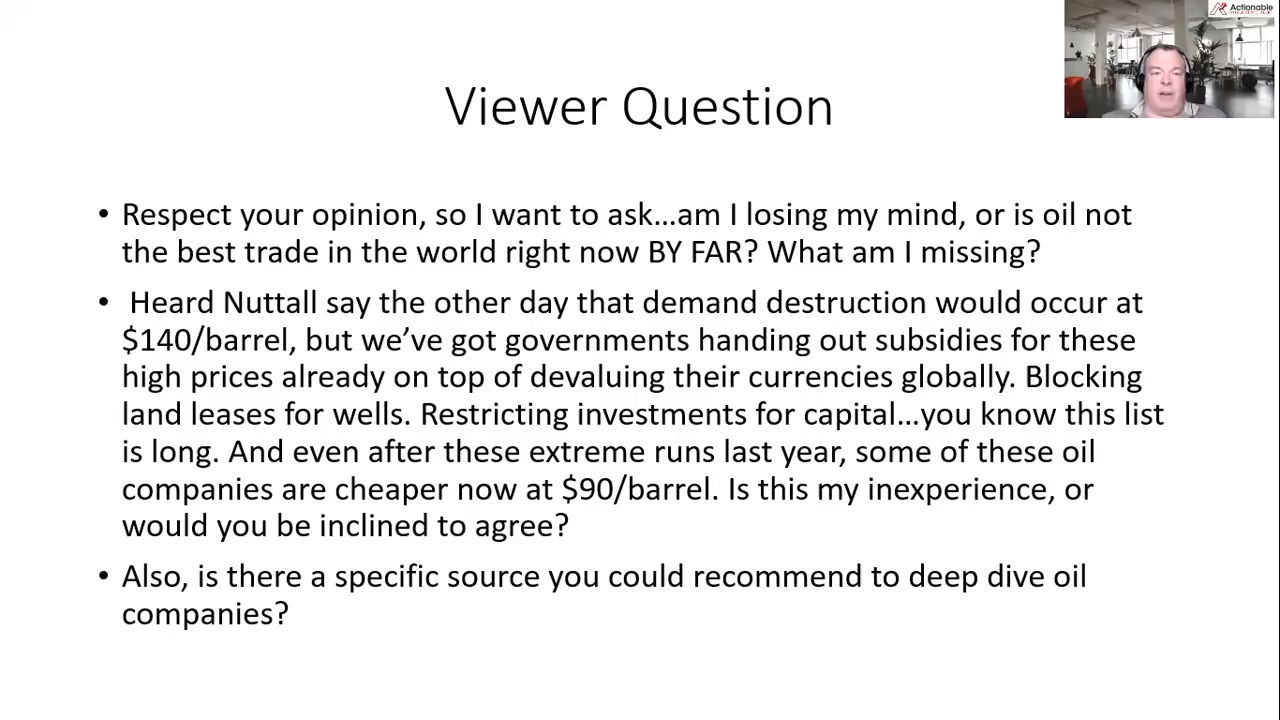 Actionable
Viewer Question
• Respect your opinion, so I want to ask…am I losing my mind, or is oil not
the best trade in the world right now BY FAR? What am I missing?
• Heard Nuttall say the other day that demand destruction would occur at
$140/barrel, but we’ve got governments handing out subsidies for these
high prices already on top of devaluing their currencies globally. Blocking
land leases for wells. Restricting investments for capital…you know this list
is long. And even after these extreme runs last year, some of these oil
companies are cheaper now at $90/barrel. Is this my inexperience, or
would you be inclined to agree?
• Also, is there a specific source you could recommend to deep dive oil
companies?